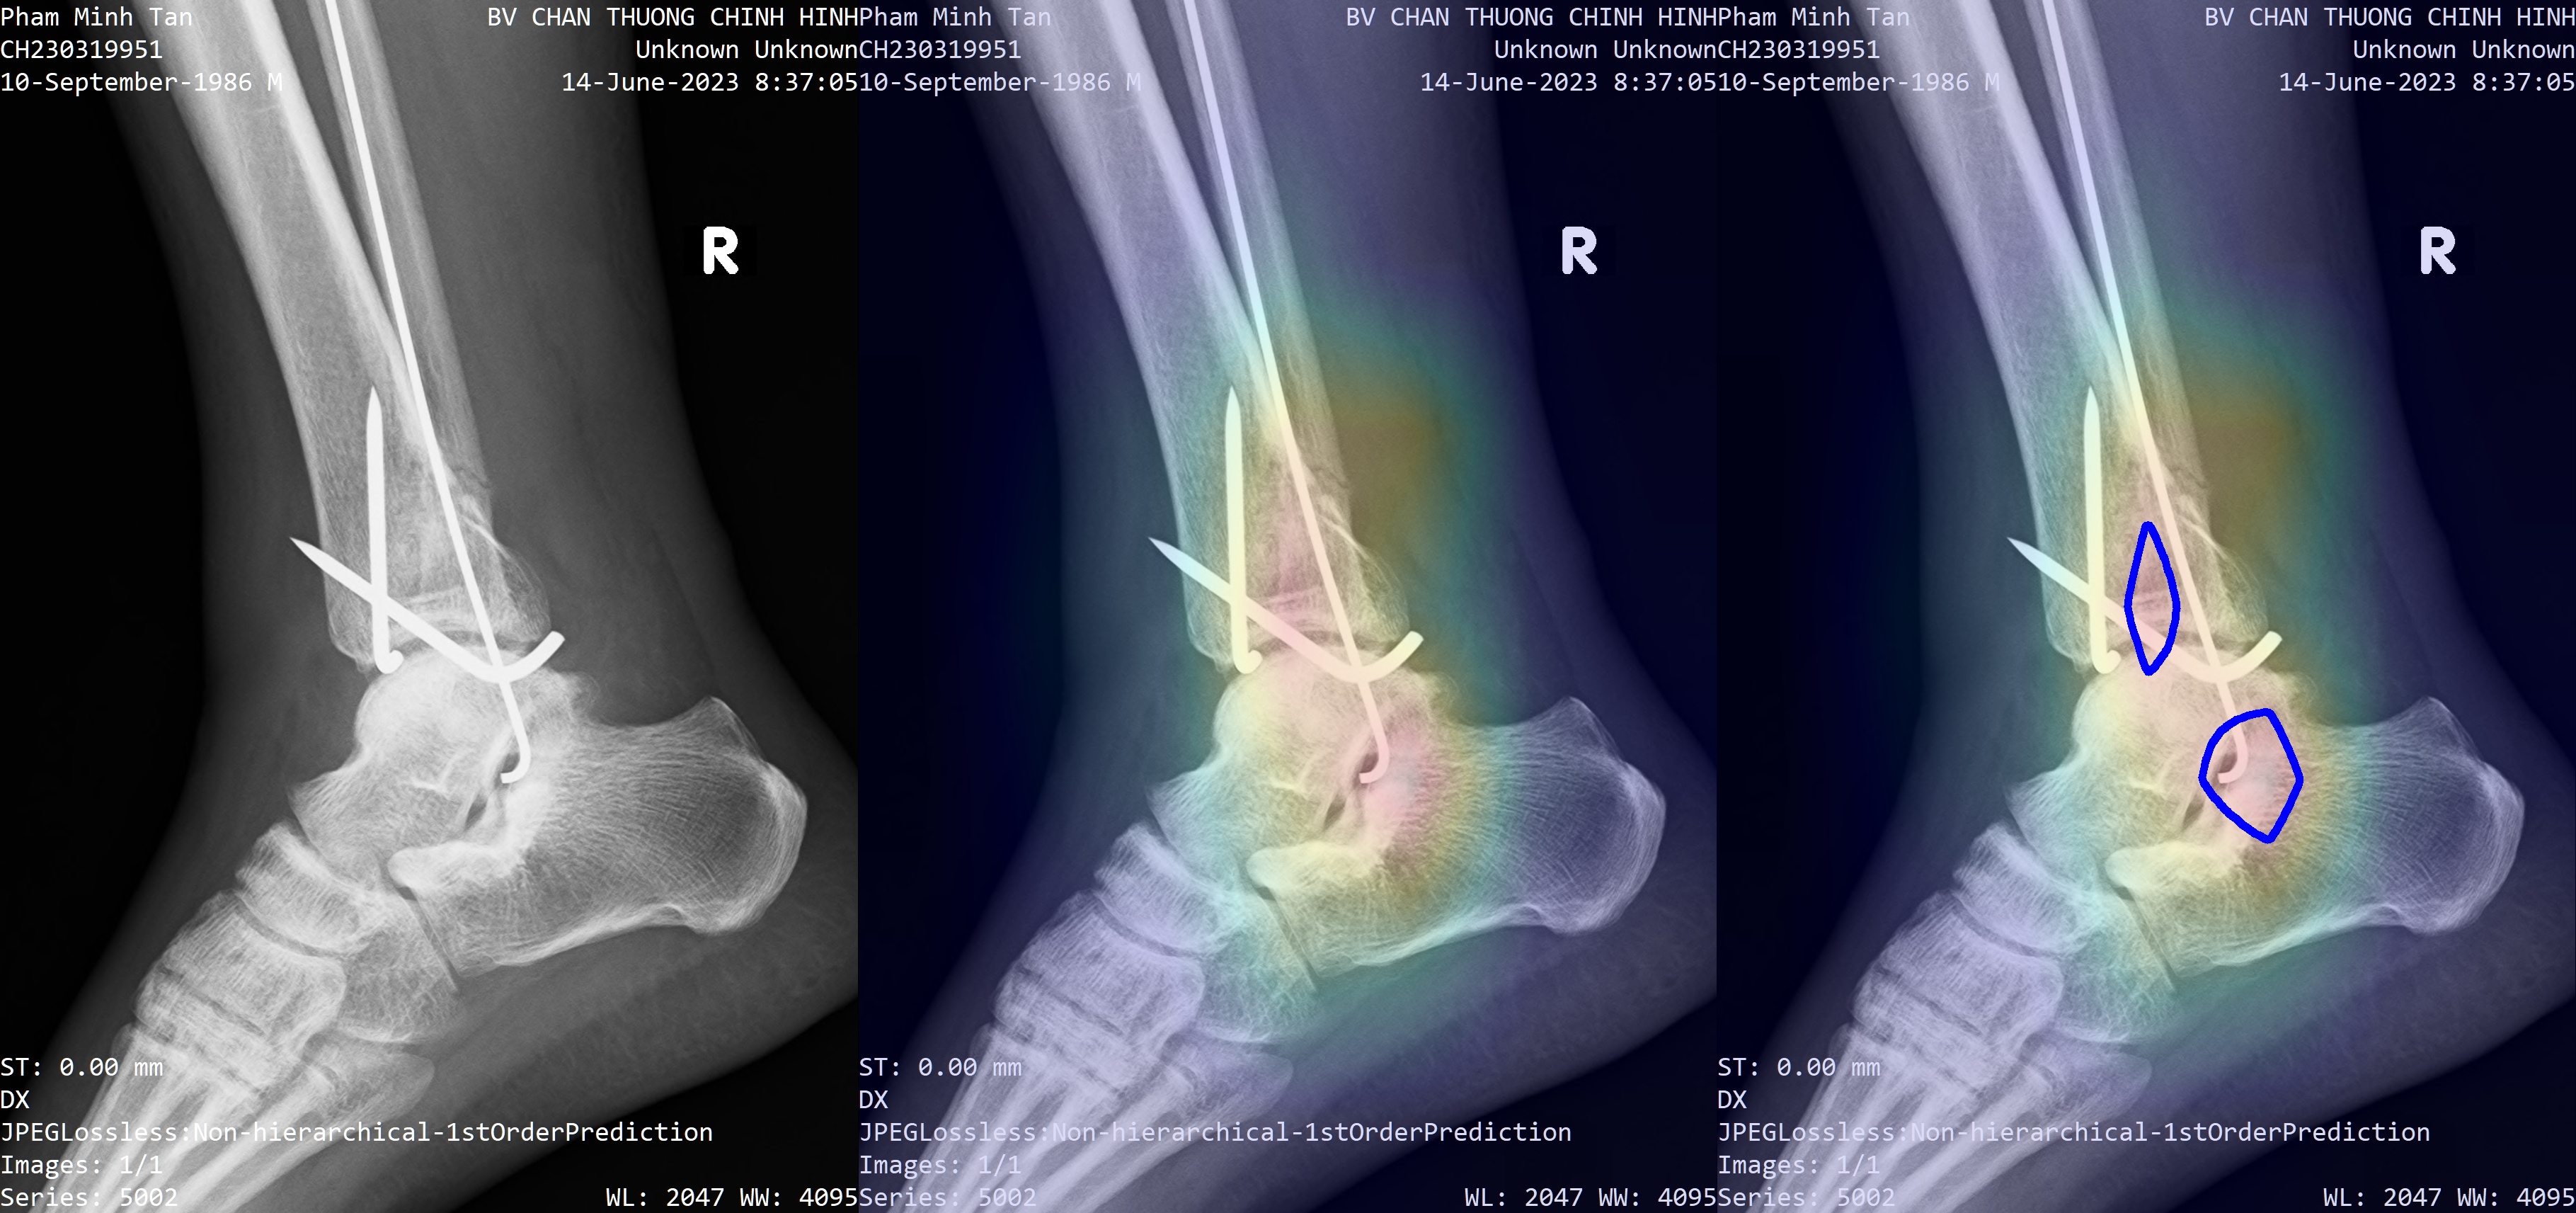 Pham Minh Tan
CH230319951
10-September-1986 M
BV CHAN THUONG CHINH HINH
Unknown Unknown
14-June-2023 8:37:05
R
ST: 0.00 mm
DX
JPEGLossless:Non-hierarchical-1stOrderPrediction
Images: 1/1
Series: 5002
WL: 2047 WW: 4095
Pham Minh Tan
CH230319951
10-September-1986 M
BV CHAN THUONG CHINH HINH
Unknown Unknown
14-June-2023 8:37:05
R
ST: 0.00 mm
DX
JPEGLossless:Non-hierarchical-1stOrderPrediction
Images: 1/1
Series: 5002
WL: 2047 WW: 4095
Pham Minh Tan
CH230319951
10-September-1986 M
BV CHAN THUONG CHINH HINH
Unknown Unknown
14-June-2023 8:37:05
R
ST: 0.00 mm
DX
JPEGLossless:Non-hierarchical-1stOrderPrediction
Images: 1/1
Series: 5002
WL: 2047 WW: 4095